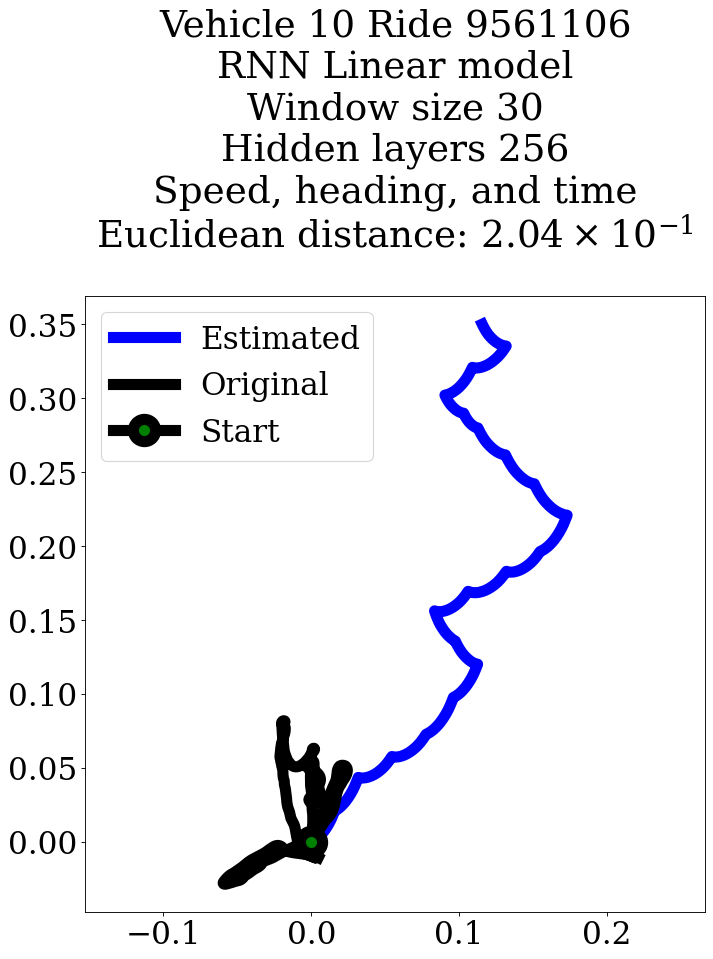 Vehicle 10 Ride 9561106
RNN Linear model
Window size 30
Hidden layers 256
Speed, heading, and time
Euclidean distance: 2.04 × 10⁻¹
Estimated
Original
Start
0.35
0.30
0.25
0.20
0.15
0.10
0.05
0.00
−0.1 0.0 0.1 0.2